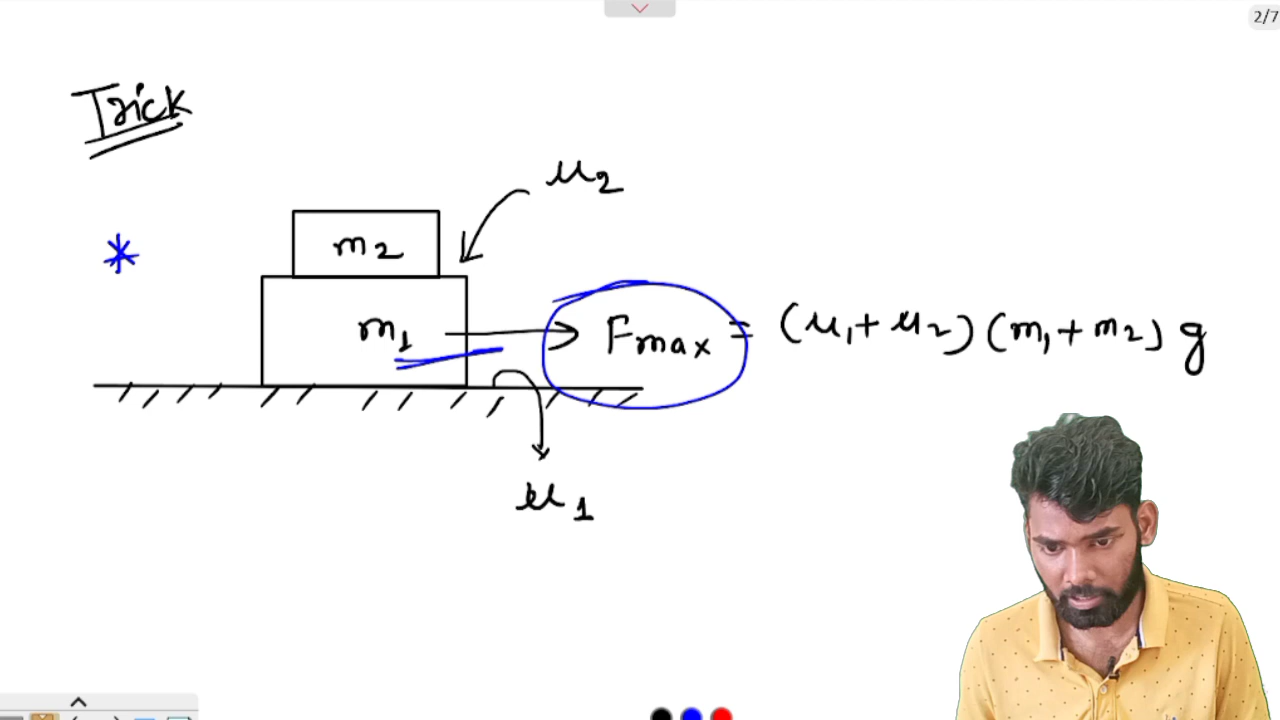 2/7
Trick
μ2
*
m2
m1
Fmax = (μ1 + μ2) (m1 + m2) g
μ1